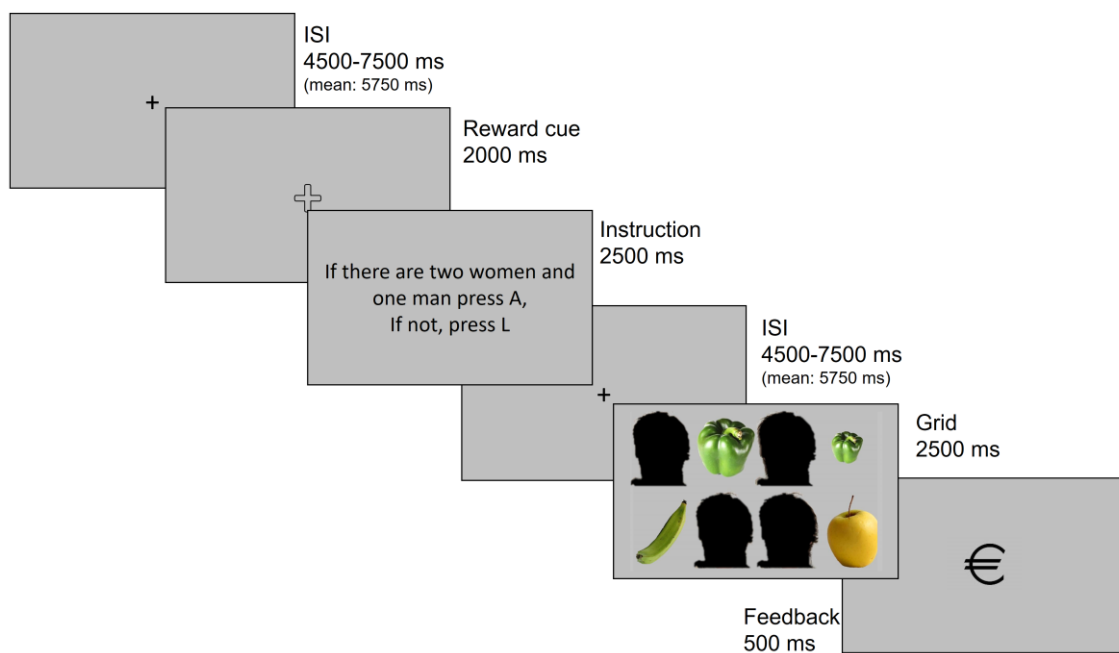 ISI
4500-7500 ms
(mean: 5750 ms)
+
Reward cue
2000 ms
Instruction
2500 ms
If there are two women and
one man press A,
If not, press L
ISI
4500-7500 ms
(mean: 5750 ms)
+
Grid
2500 ms
€
Feedback
500 ms